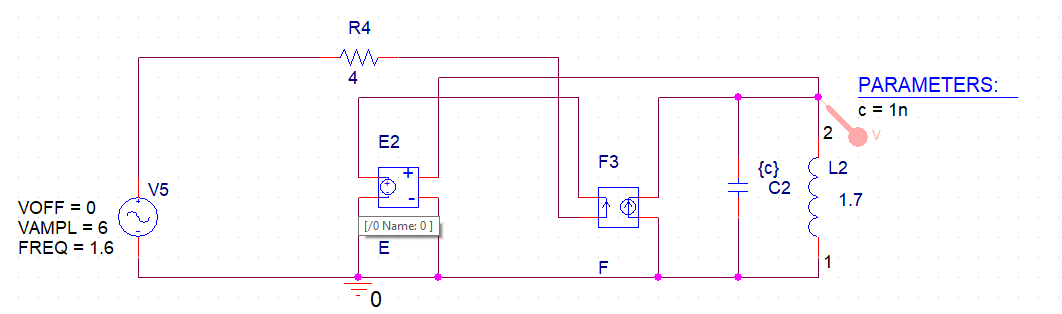 R4
4
PARAMETERS:
c = 1n
E2
+
-
F3
2
V
{c}
C2
L2
1.7
V5
VOFF = 0
VAMPL = 6
FREQ = 1.6
[/0 Name: 0 ]
E
F
1
0